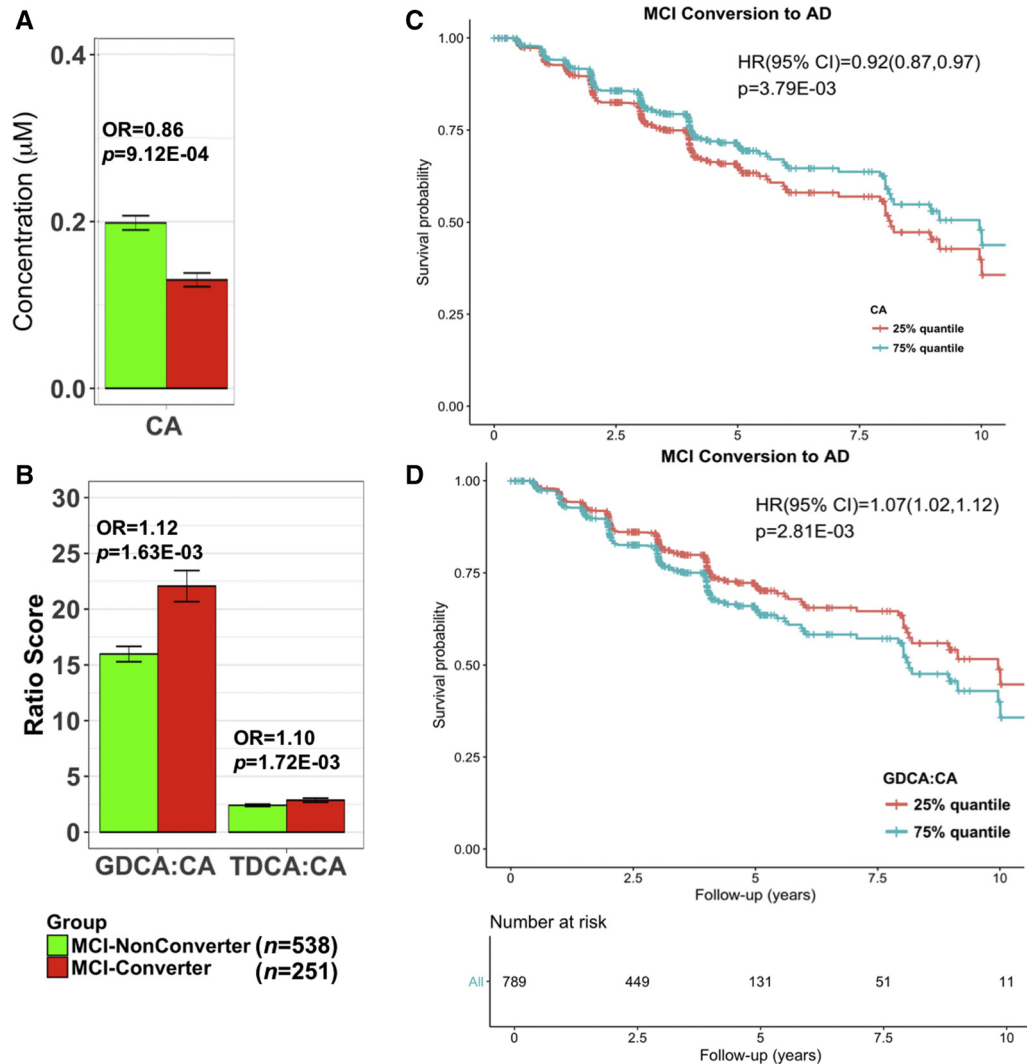 A
Concentration (µM)
0.4
0.2
0.0
OR=0.86
p=9.12E-04
CA
C
MCI Conversion to AD
HR(95% CI)=0.92(0.87,0.97)
p=3.79E-03
Survival probability
1.00
0.75
0.50
0.25
0.00
CA
25% quantile
75% quantile
0 2.5 5 7.5 10
B
Ratio Score
30
25
20
15
10
5
0
OR=1.12
p=1.63E-03
OR=1.10
p=1.72E-03
GDCA:CA TDCA:CA
Group
MCI-NonConverter (n=538)
MCI-Converter (n=251)
D
MCI Conversion to AD
HR(95% CI)=1.07(1.02,1.12)
p=2.81E-03
Survival probability
1.00
0.75
0.50
0.25
0.00
GDCA:CA
25% quantile
75% quantile
0 2.5 5 7.5 10
Follow-up (years)
Number at risk
All 789 449 131 51 11
0 2.5 5 7.5 10
Follow-up (years)